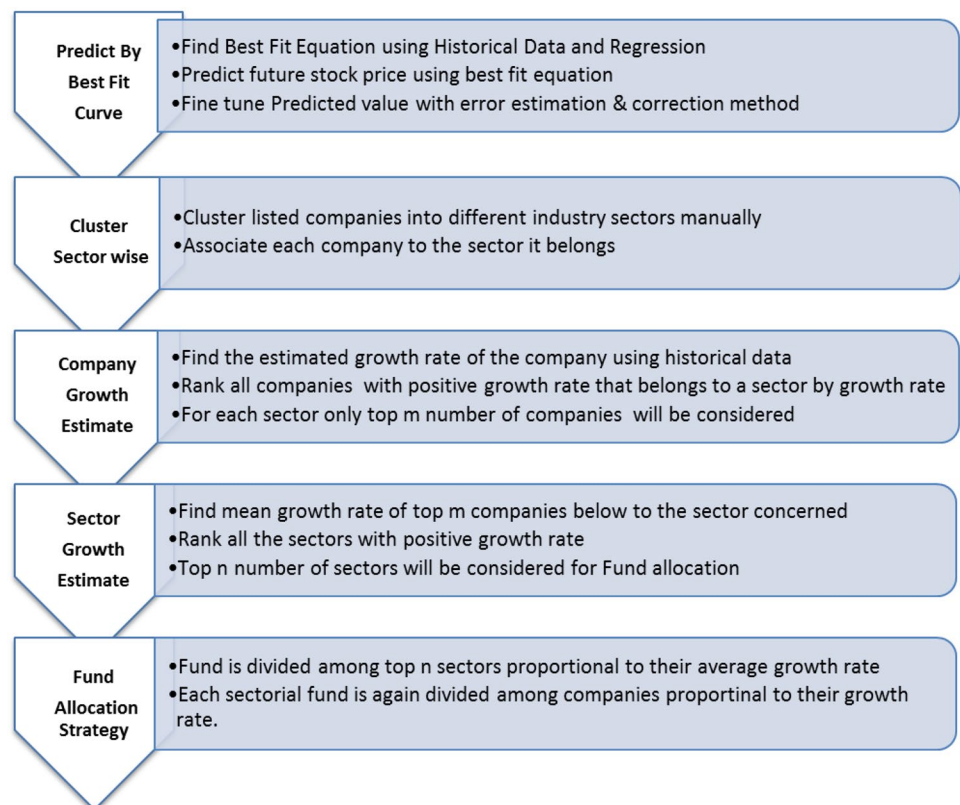 Predict By
Best Fit
Curve
•Find Best Fit Equation using Historical Data and Regression
•Predict future stock price using best fit equation
•Fine tune Predicted value with error estimation & correction method
Cluster
Sector wise
•Cluster listed companies into different industry sectors manually
•Associate each company to the sector it belongs
Company
Growth
Estimate
•Find the estimated growth rate of the company using historical data
•Rank all companies with positive growth rate that belongs to a sector by growth rate
•For each sector only top m number of companies will be considered
Sector
Growth
Estimate
•Find mean growth rate of top m companies below to the sector concerned
•Rank all the sectors with positive growth rate
•Top n number of sectors will be considered for Fund allocation
Fund
Allocation
Strategy
•Fund is divided among top n sectors proportional to their average growth rate
•Each sectorial fund is again divided among companies proportinal to their growth
rate.